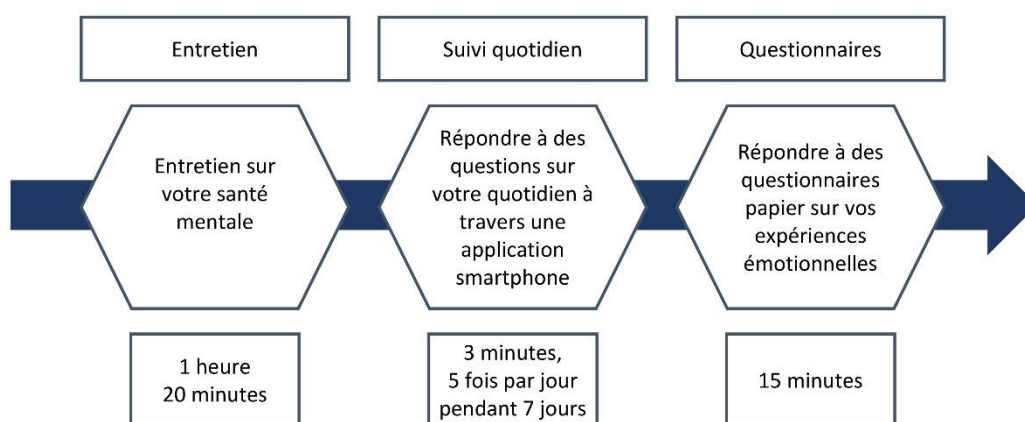 Entretien
Suivi quotidien
Questionnaires
Entretien sur
votre santé
mentale
Répondre à des
questions sur
votre quotidien à
travers une
application
smartphone
Répondre à des
questionnaires
papier sur vos
expériences
émotionnelles
1 heure
20 minutes
3 minutes,
5 fois par jour
pendant 7 jours
15 minutes